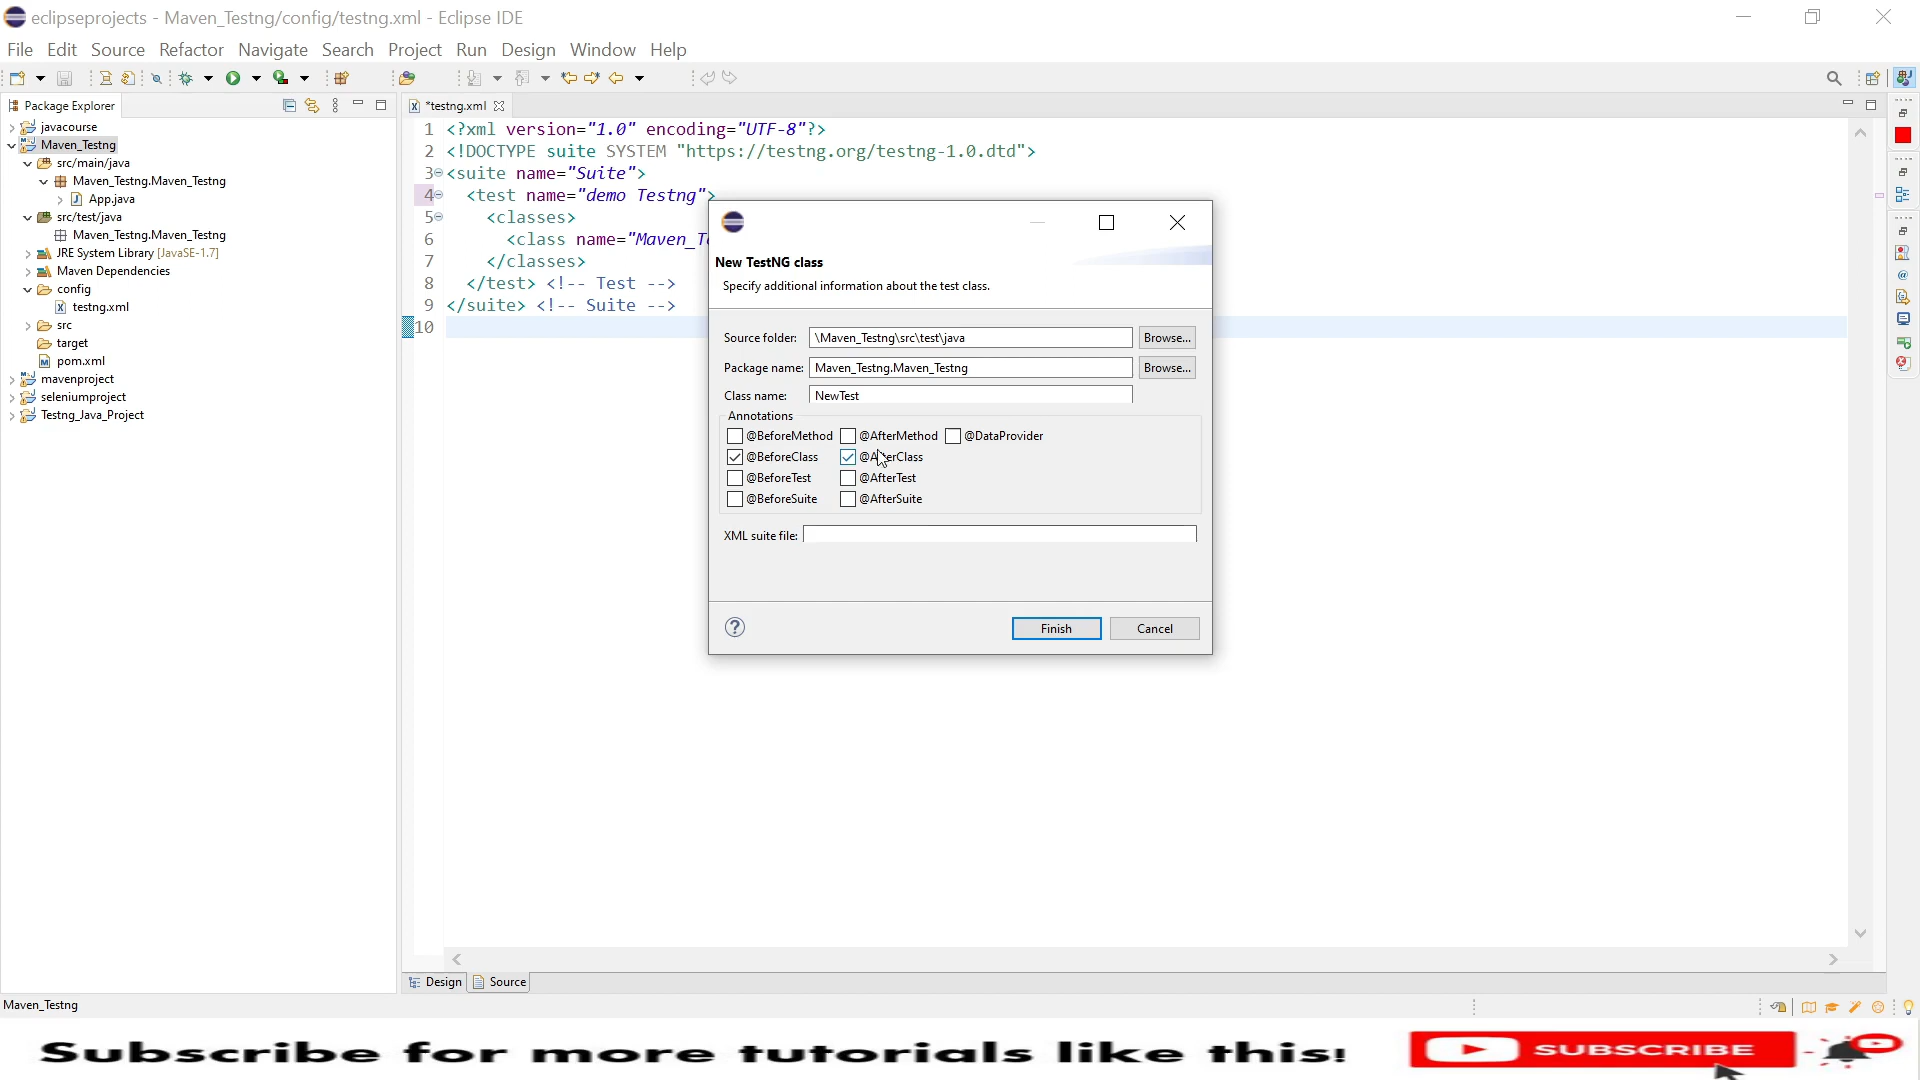 eclipseprojects - Maven_Testng/config/testng.xml - Eclipse IDE
File Edit Source Refactor Navigate Search Project Run Design Window Help
Package Explorer
javacourse
Maven_Testng
src/main/java
Maven_Testng.Maven_Testng
App.java
src/test/java
Maven_Testng.Maven_Testng
JRE System Library [JavaSE-1.7]
Maven Dependencies
config
testng.xml
src
target
pom.xml
mavenproject
seleniumproject
Testng_Java_Project
*testng.xml
1 <?xml version="1.0" encoding="UTF-8"?>
2 <!DOCTYPE suite SYSTEM "https://testng.org/testng-1.0.dtd">
3 <suite name="Suite">
4 <test name="demo Testng">
5 <classes>
6 <class name="Maven_Te
7 </classes>
8 </test> <!-- Test -->
9 </suite> <!-- Suite -->
10
New TestNG class
Specify additional information about the test class.
Source folder: \Maven_Testng\src\test\java Browse...
Package name: Maven_Testng.Maven_Testng Browse...
Class name: NewTest
Annotations
@BeforeMethod @AfterMethod @DataProvider
@BeforeClass @AfterClass
@BeforeTest @AfterTest
@BeforeSuite @AfterSuite
XML suite file:
Finish Cancel
Design Source
Maven_Testng
Subscribe for more tutorials like this! SUBSCRIBE